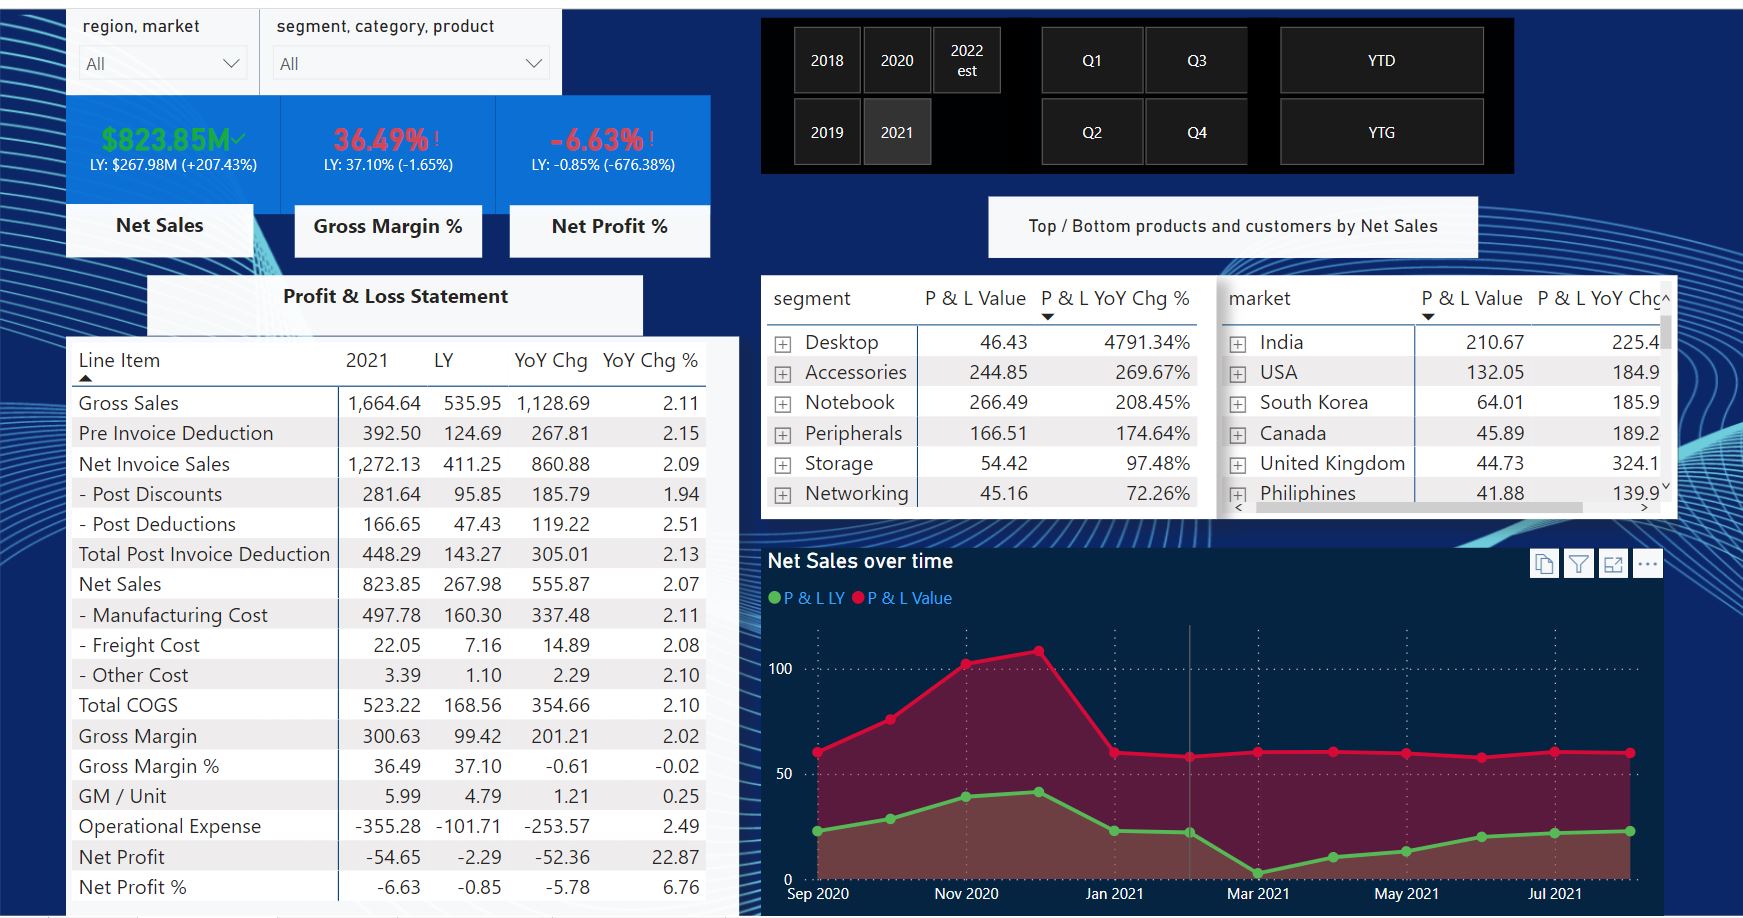 region, market
All
segment, category, product
All
$823.85M
LY: $267.98M (+207.43%)
Net Sales
36.49%!
LY: 37.10% (-1.65%)
Gross Margin %
-6.63%!
LY: -0.85% (-676.38%)
Net Profit %
2018 2020 2022 est
2019 2021
Q1 Q3
Q2 Q4
YTD
YTG
Top / Bottom products and customers by Net Sales
Profit & Loss Statement
Line Item 2021 LY YoY Chg YoY Chg %
Gross Sales 1,664.64 535.95 1,128.69 2.11
Pre Invoice Deduction 392.50 124.69 267.81 2.15
Net Invoice Sales 1,272.13 411.25 860.88 2.09
- Post Discounts 281.64 95.85 185.79 1.94
- Post Deductions 166.65 47.43 119.22 2.51
Total Post Invoice Deduction 448.29 143.27 305.01 2.13
Net Sales 823.85 267.98 555.87 2.07
- Manufacturing Cost 497.78 160.30 337.48 2.11
- Freight Cost 22.05 7.16 14.89 2.08
- Other Cost 3.39 1.10 2.29 2.10
Total COGS 523.22 168.56 354.66 2.10
Gross Margin 300.63 99.42 201.21 2.02
Gross Margin % 36.49 37.10 -0.61 -0.02
GM / Unit 5.99 4.79 1.21 0.25
Operational Expense -355.28 -101.71 -253.57 2.49
Net Profit -54.65 -2.29 -52.36 22.87
Net Profit % -6.63 -0.85 -5.78 6.76
segment P & L Value P & L YoY Chg %
Desktop 46.43 4791.34%
Accessories 244.85 269.67%
Notebook 266.49 208.45%
Peripherals 166.51 174.64%
Storage 54.42 97.48%
Networking 45.16 72.26%
market P & L Value P & L YoY Chg
India 210.67 225.4
USA 132.05 184.9
South Korea 64.01 185.9
Canada 45.89 189.2
United Kingdom 44.73 324.1
Philiphines 41.88 139.9
Net Sales over time
P & L LY P & L Value
100
50
0
Sep 2020 Nov 2020 Jan 2021 Mar 2021 May 2021 Jul 2021